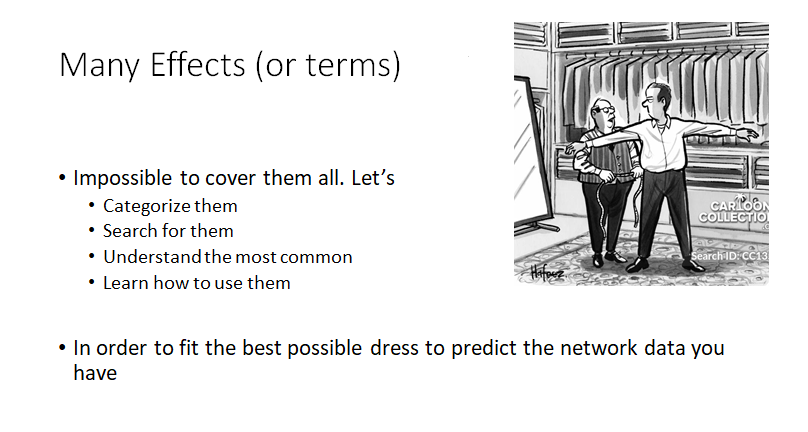 Many Effects (or terms)
• Impossible to cover them all. Let's
• Categorize them
• Search for them
• Understand the most common
• Learn how to use them
• In order to fit the best possible dress to predict the network data you
have
CARTOON
COLLECTIO
Search ID: CC13
Hafeez